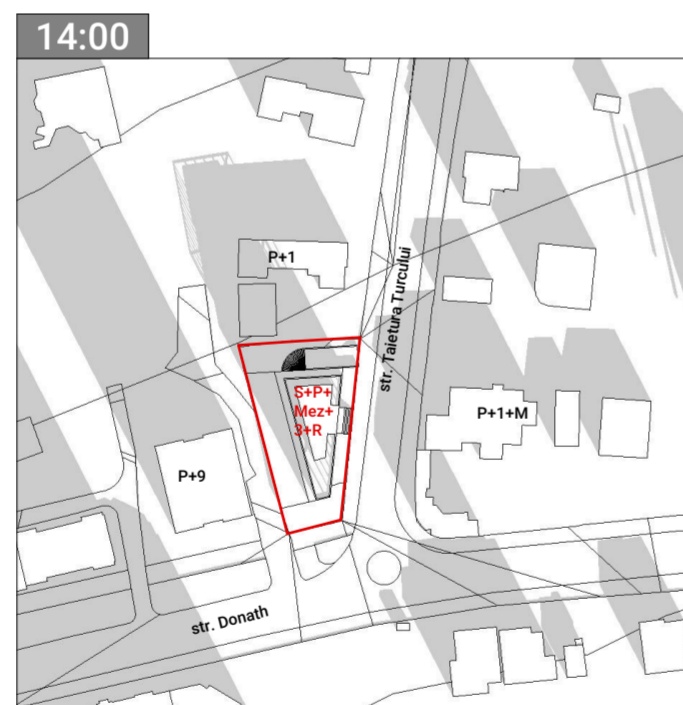 14:00
P+1
str. Taietura Turcului
S+P+
Mez+
3+R
P+1+M
P+9
str. Donath